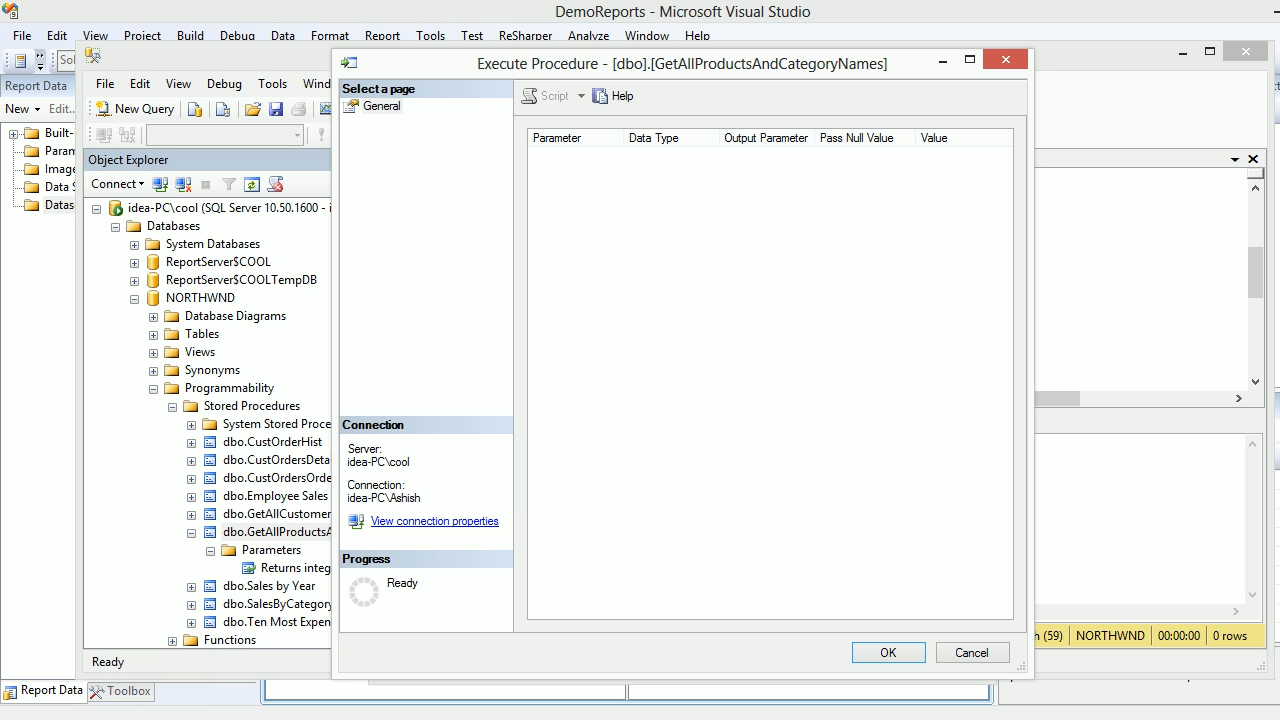 DemoReports - Microsoft Visual Studio
File Edit View Project Build Debug Data Format Report Tools Test ReSharper Analyze Window Help
Sol
Report Data
New Edit...
Built-
Param
Image
Data S
Datas
File Edit View Debug Tools Wind
New Query
Object Explorer
Connect
idea-PC\cool (SQL Server 10.50.1600 - i
Databases
System Databases
ReportServer$COOL
ReportServer$COOLTempDB
NORTHWND
Database Diagrams
Tables
Views
Synonyms
Programmability
Stored Procedures
System Stored Proce
dbo.CustOrderHist
dbo.CustOrdersDeta
dbo.CustOrdersOrde
dbo.Employee Sales
dbo.GetAllCustomer
dbo.GetAllProductsA
Parameters
Returns integ
dbo.Sales by Year
dbo.SalesByCategory
dbo.Ten Most Expen
Functions
Ready
Report Data Toolbox
Execute Procedure - [dbo].[GetAllProductsAndCategoryNames]
Select a page
General
Script Help
Parameter Data Type Output Parameter Pass Null Value Value
Connection
Server:
idea-PC\cool
Connection:
idea-PC\Ashish
View connection properties
Progress
Ready
OK Cancel
(59) NORTHWND 00:00:00 0 rows